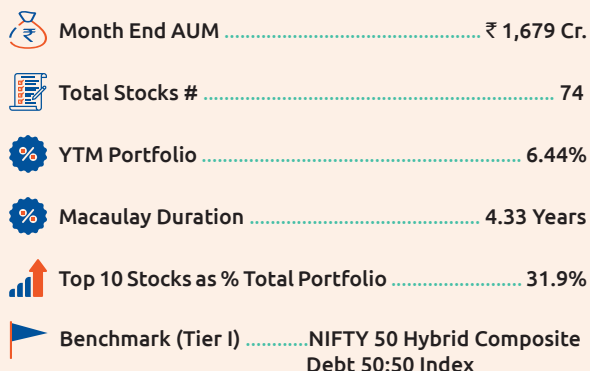 Month End AUM ........................................................ ₹ 1,679 Cr.
Total Stocks # ........................................................................ 74
YTM Portfolio ................................................................ 6.44%
Macaulay Duration .............................................. 4.33 Years
Top 10 Stocks as % Total Portfolio .......................... 31.9%
Benchmark (Tier I) ............NIFTY 50 Hybrid Composite
Debt 50:50 Index